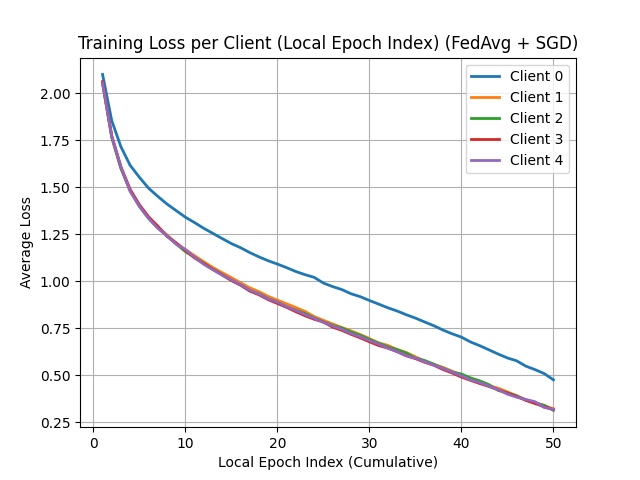 Training Loss per Client (Local Epoch Index) (FedAvg + SGD)
Client 0
Client 1
Client 2
Client 3
Client 4
Average Loss
2.00
1.75
1.50
1.25
1.00
0.75
0.50
0.25
0 10 20 30 40 50
Local Epoch Index (Cumulative)